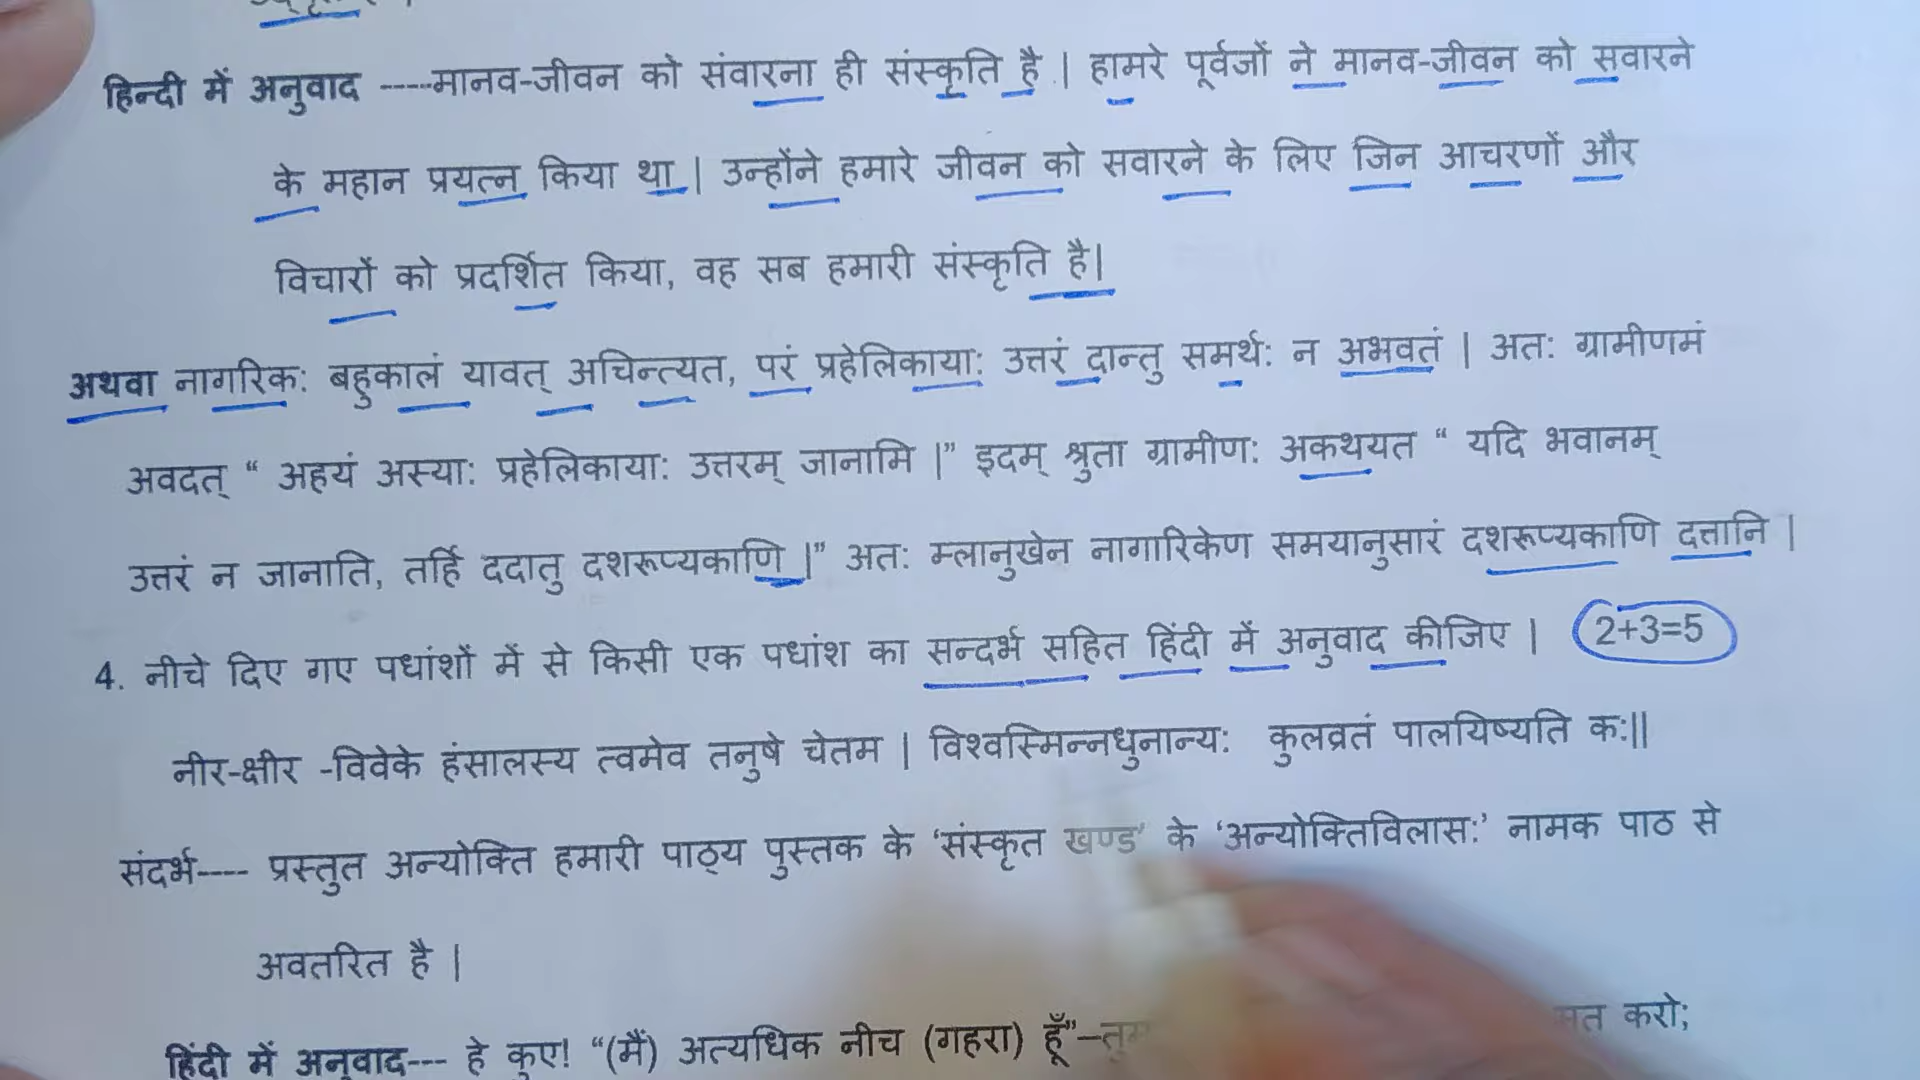 हिन्दी में अनुवाद -----मानव-जीवन को संवारना ही संस्कृति है | हामरे पूर्वजों ने मानव-जीवन को सवारने
के महान प्रयत्न किया था | उन्होंने हमारे जीवन को सवारने के लिए जिन आचरणों और
विचारों को प्रदर्शित किया, वह सब हमारी संस्कृति है|
अथवा नागरिक: बहुकालं यावत् अचिन्त्यत, परं प्रहेलिकाया: उत्तरं दान्तु समर्थ: न अभवतं | अत: ग्रामीणमं
अवदत् “ अहयं अस्या: प्रहेलिकाया: उत्तरम् जानामि |” इदम् श्रुता ग्रामीण: अकथयत “ यदि भवानम्
उत्तरं न जानाति, तर्हि ददातु दशरूप्यकाणि |” अत: म्लानुखेन नागारिकेण समयानुसारं दशरूप्यकाणि दत्तानि |
4. नीचे दिए गए पधांशों में से किसी एक पधांश का सन्दर्भ सहित हिंदी में अनुवाद कीजिए | 2+3=5
नीर-क्षीर -विवेके हंसालस्य त्वमेव तनुषे चेतम | विश्वस्मिन्नधुनान्य: कुलव्रतं पालयिष्यति क:||
संदर्भ---- प्रस्तुत अन्योक्ति हमारी पाठ्य पुस्तक के ‘संस्कृत खण्ड’ के ‘अन्योक्तिविलास:’ नामक पाठ से
अवतरित है |
हिंदी में अनुवाद--- हे कुए! “(मैं) अत्यधिक नीच (गहरा) हूँ”- मत करो;